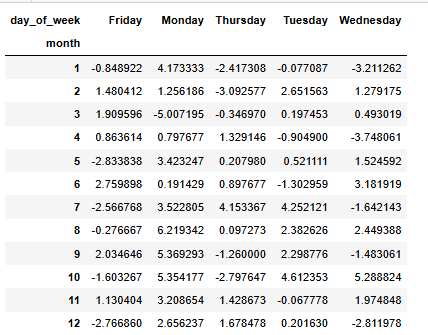 day_of_week Friday Monday Thursday Tuesday Wednesday
month
1 -0.848922 4.173333 -2.417308 -0.077087 -3.211262
2 1.480412 1.256186 -3.092577 2.651563 1.279175
3 1.909596 -5.007195 -0.346970 0.197453 0.493019
4 0.863614 0.797677 1.329146 -0.904900 -3.748061
5 -2.833838 3.423247 0.207980 0.521111 1.524592
6 2.759898 0.191429 0.897677 -1.302959 3.181919
7 -2.566768 3.522805 4.153367 4.252121 -1.642143
8 -0.276667 6.219342 0.097273 2.382626 2.449388
9 2.034646 5.369293 -1.260000 2.298776 -1.483061
10 -1.603267 5.354177 -2.797647 4.612353 5.288824
11 1.130404 3.208654 1.428673 -0.067778 1.974848
12 -2.766860 2.656237 1.678478 0.201630 -2.811978